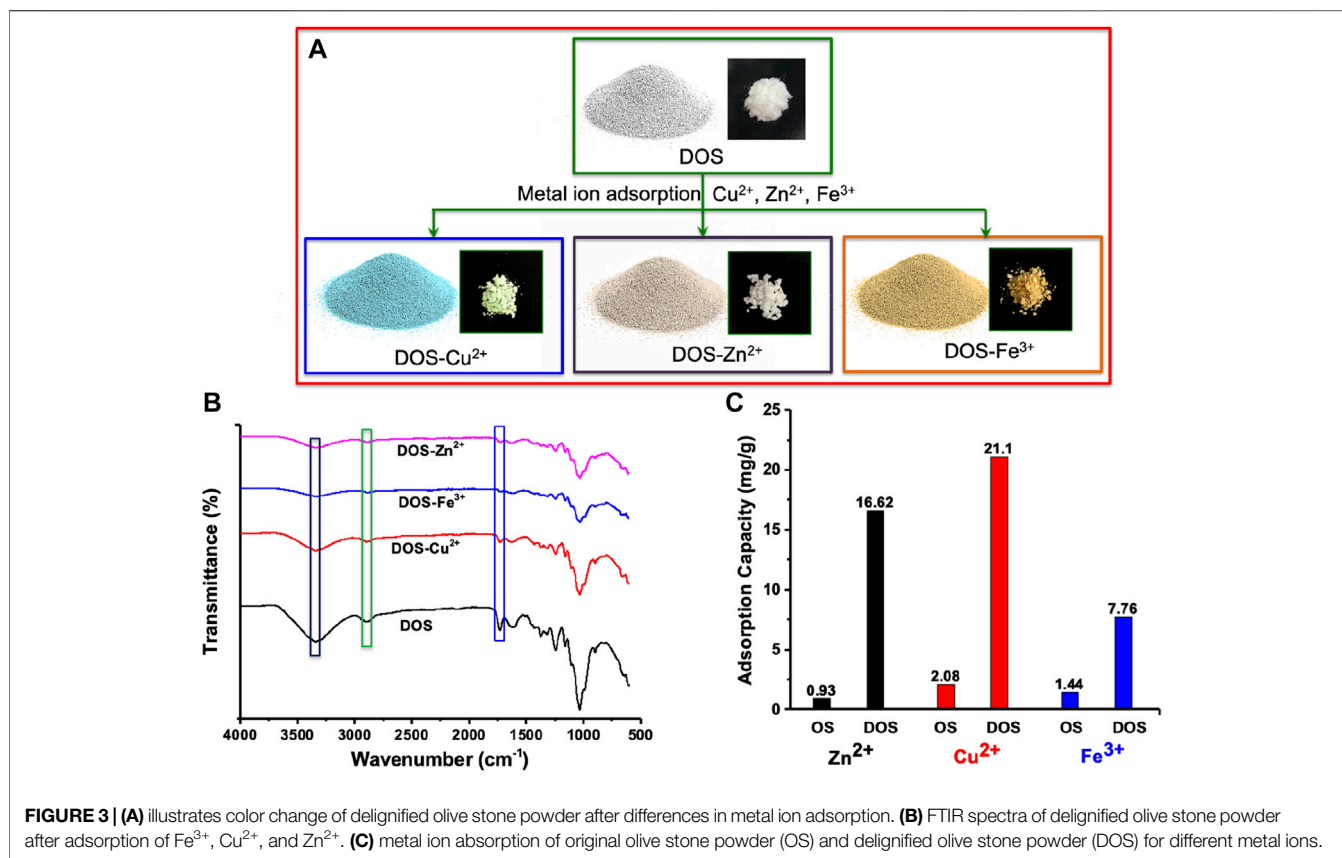 A
DOS
Metal ion adsorption Cu²⁺, Zn²⁺, Fe³⁺
DOS-Cu²⁺
DOS-Zn²⁺
DOS-Fe³⁺
B
Transmittance (%)
DOS-Zn²⁺
DOS-Fe³⁺
DOS-Cu²⁺
DOS
4000 3500 3000 2500 2000 1500 1000 500
Wavenumber (cm⁻¹)
C
Adsorption Capacity (mg/g)
25
20
15
10
5
0
0.93
16.62
2.08
21.1
1.44
7.76
OS DOS OS DOS OS DOS
Zn²⁺ Cu²⁺ Fe³⁺
FIGURE 3 | (A) illustrates color change of delignified olive stone powder after differences in metal ion adsorption. (B) FTIR spectra of delignified olive stone powder
after adsorption of Fe³⁺, Cu²⁺, and Zn²⁺. (C) metal ion absorption of original olive stone powder (OS) and delignified olive stone powder (DOS) for different metal ions.